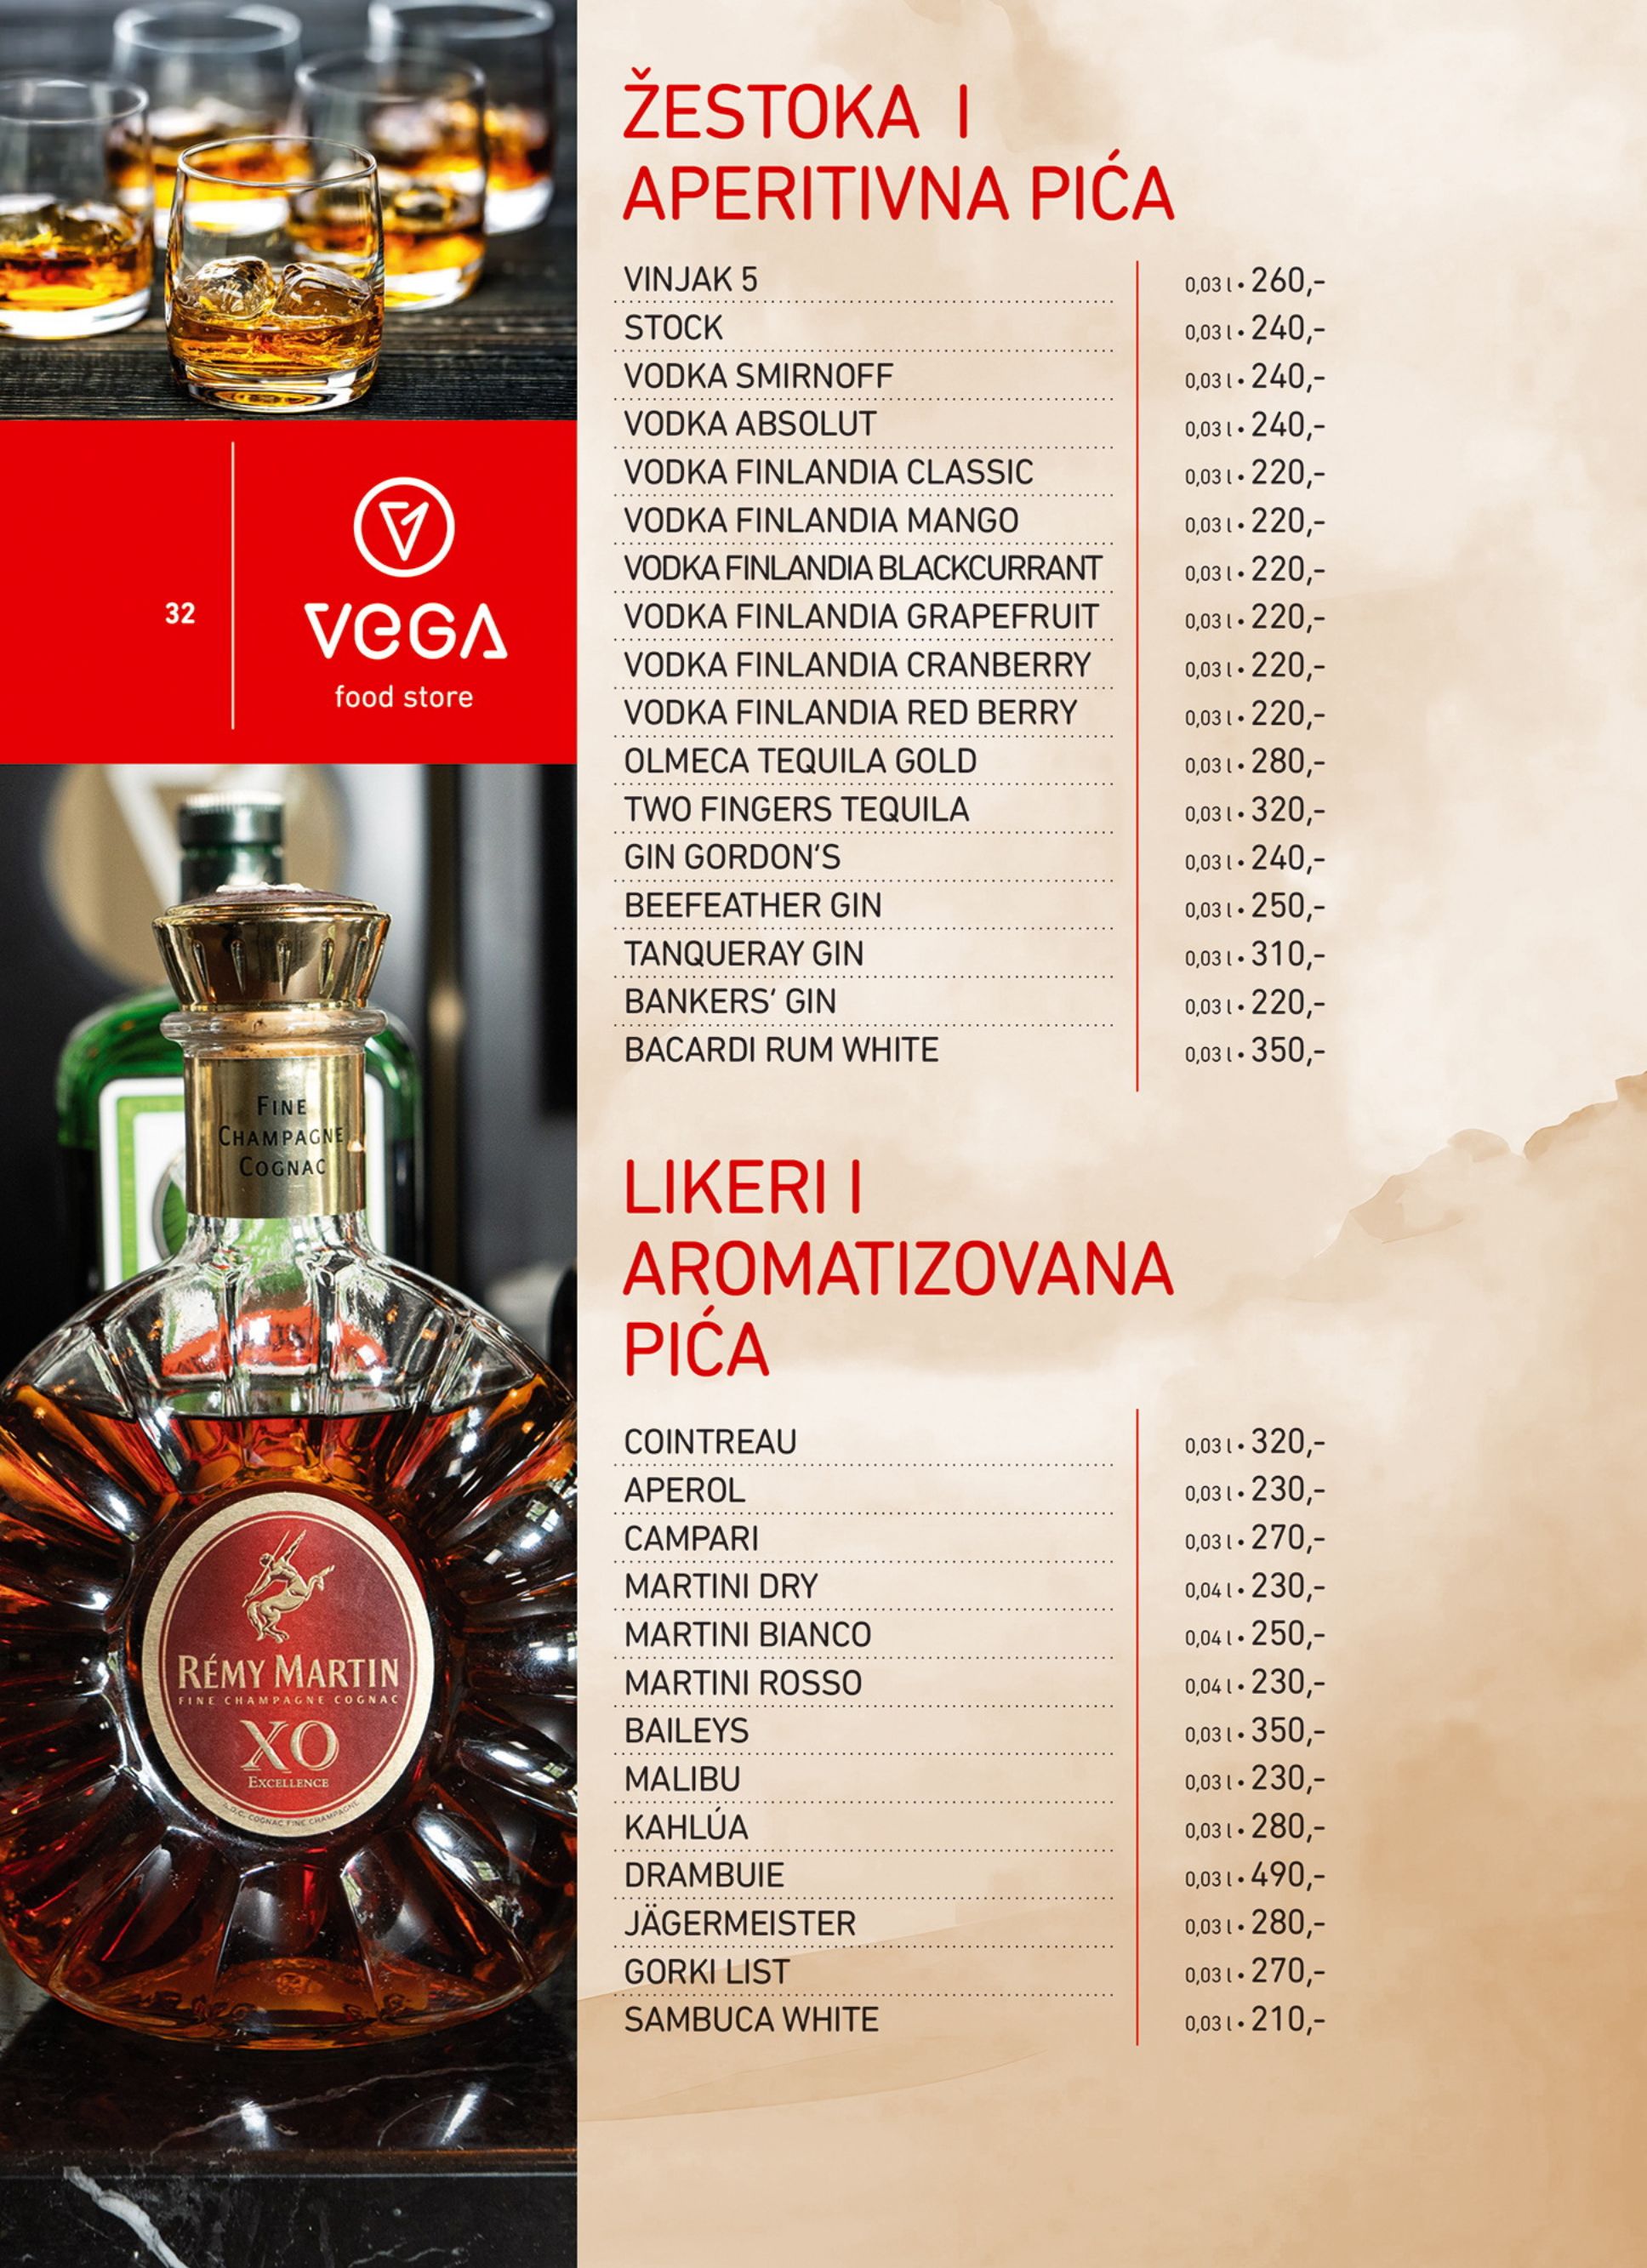 ŽESTOKA I
APERITIVNA PIĆA
VINJAK 5 0,03 l • 260,-
STOCK 0,03 l • 240,-
VODKA SMIRNOFF 0,03 l • 240,-
VODKA ABSOLUT 0,03 l • 240,-
VODKA FINLANDIA CLASSIC 0,03 l • 220,-
VODKA FINLANDIA MANGO 0,03 l • 220,-
VODKA FINLANDIA BLACKCURRANT 0,03 l • 220,-
VODKA FINLANDIA GRAPEFRUIT 0,03 l • 220,-
VODKA FINLANDIA CRANBERRY 0,03 l • 220,-
VODKA FINLANDIA RED BERRY 0,03 l • 220,-
OLMECA TEQUILA GOLD 0,03 l • 280,-
TWO FINGERS TEQUILA 0,03 l • 320,-
GIN GORDON'S 0,03 l • 240,-
BEEFEATHER GIN 0,03 l • 250,-
TANQUERAY GIN 0,03 l • 310,-
BANKERS' GIN 0,03 l • 220,-
BACARDI RUM WHITE 0,03 l • 350,-
LIKERI I
AROMATIZOVANA
PIĆA
COINTREAU 0,03 l • 320,-
APEROL 0,03 l • 230,-
CAMPARI 0,03 l • 270,-
MARTINI DRY 0,04 l • 230,-
MARTINI BIANCO 0,04 l • 250,-
MARTINI ROSSO 0,04 l • 230,-
BAILEYS 0,03 l • 350,-
MALIBU 0,03 l • 230,-
KAHLÚA 0,03 l • 280,-
DRAMBUIE 0,03 l • 490,-
JÄGERMEISTER 0,03 l • 280,-
GORKI LIST 0,03 l • 270,-
SAMBUCA WHITE 0,03 l • 210,-
32
VEGA
food store
FINE
CHAMPAGNE
COGNAC
RÉMY MARTIN
FINE CHAMPAGNE COGNAC
XO
EXCELLENCE
COGNAC FINE CHAMPAGNE